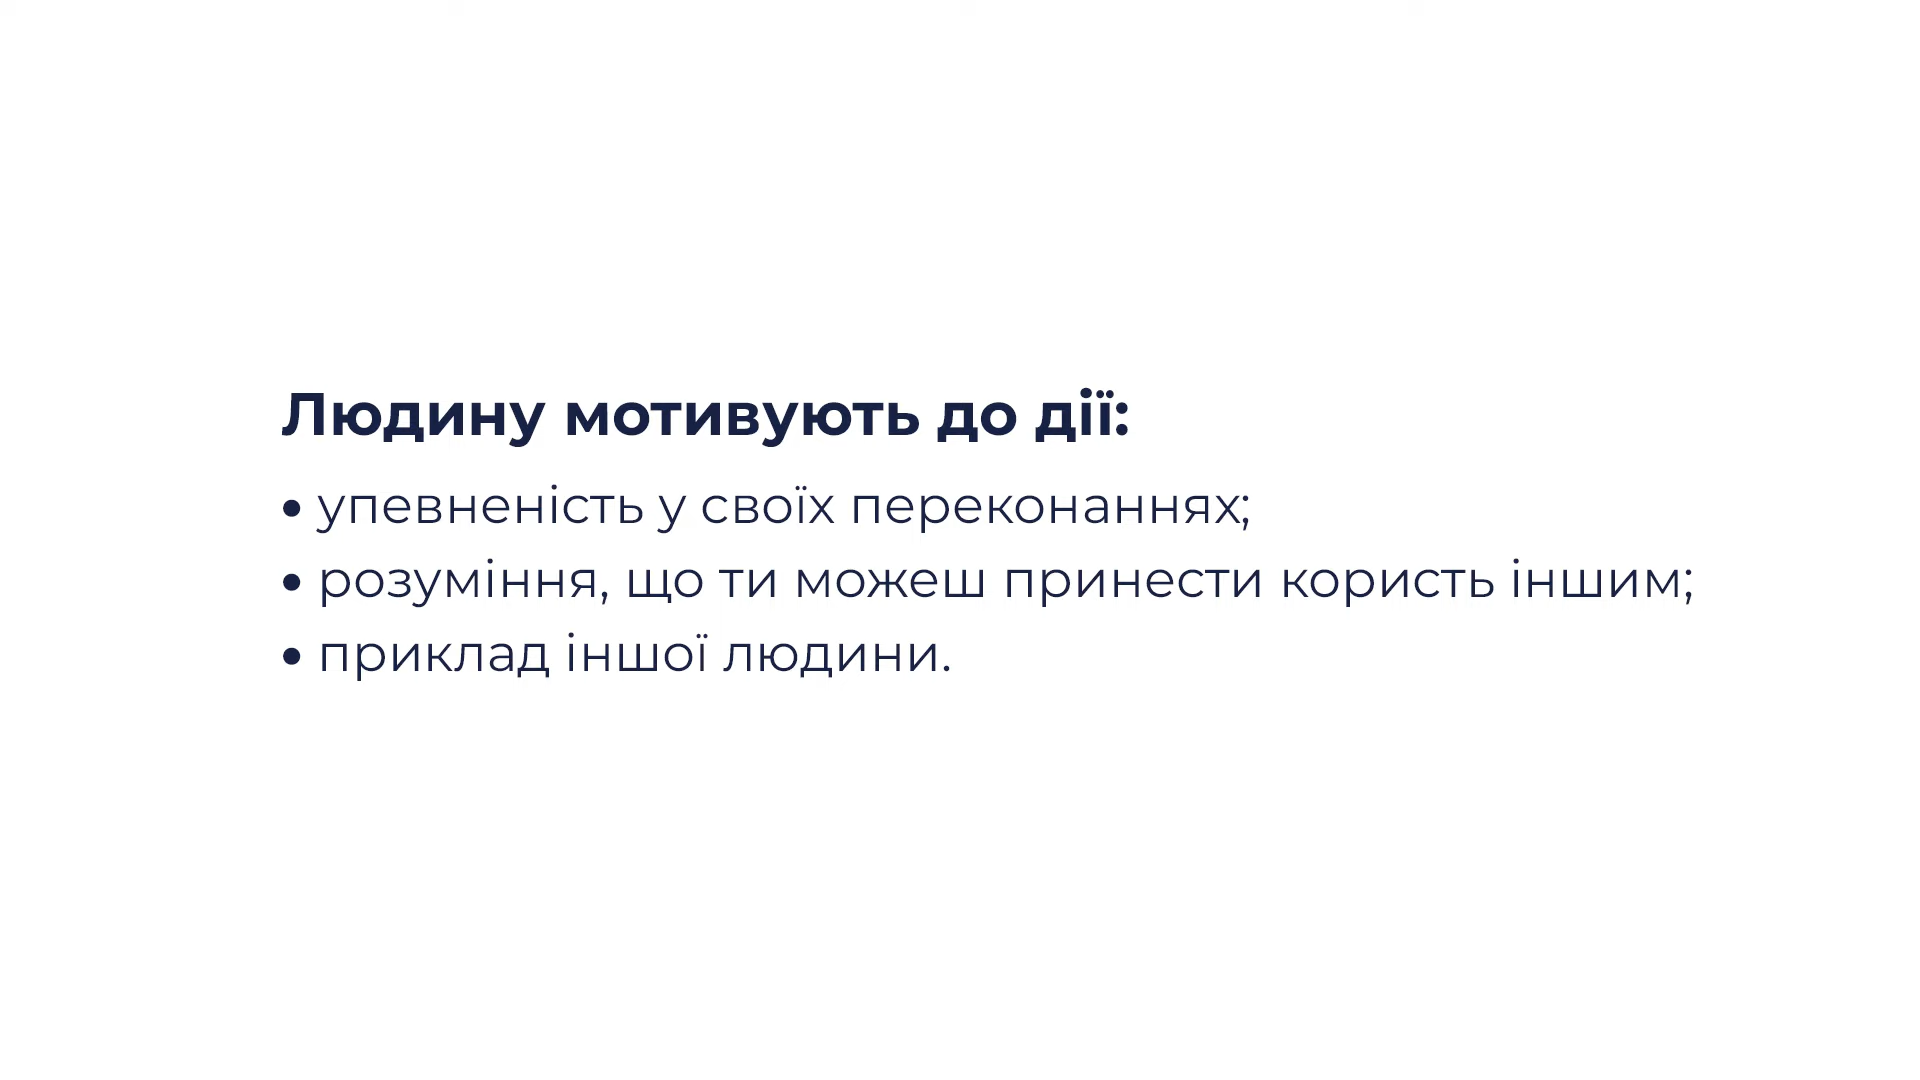 Людину мотивують до дії:
• упевненість у своїх переконаннях;
• розуміння, що ти можеш принести користь іншим;
• приклад іншої людини.